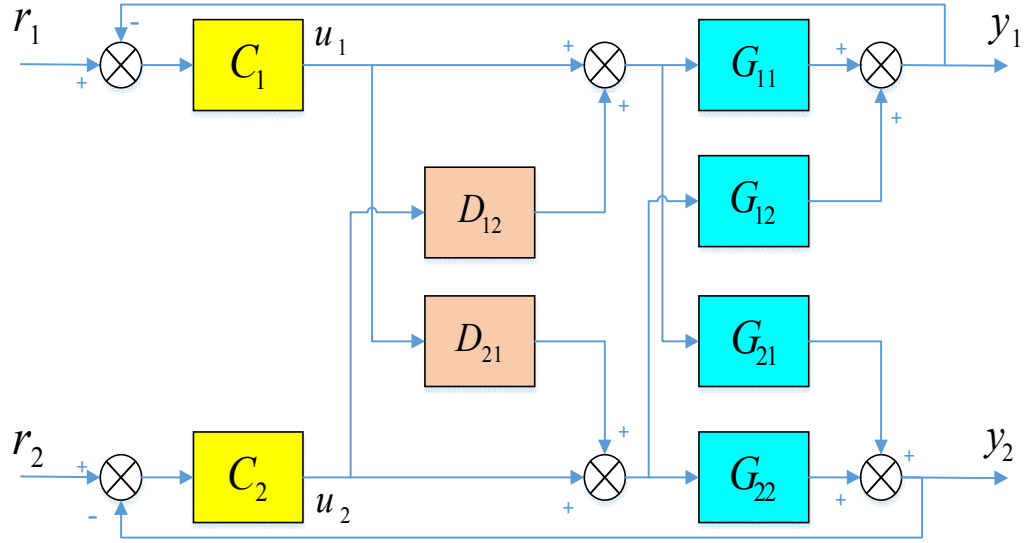 r₁ - + C₁ u₁ + + G₁₁ + + y₁
D₁₂ G₁₂
D₂₁ G₂₁
r₂ + - C₂ u₂ + + G₂₂ + + y₂